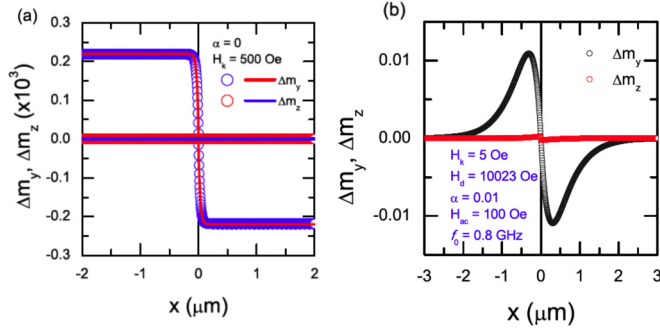 (a)
Δm_y, Δm_z (x10³)
0.3
0.2
0.1
0.0
-0.1
-0.2
-0.3
α = 0
H_k = 500 Oe
Δm_y
Δm_z
-2
-1
0
1
2
x (μm)
(b)
Δm_y, Δm_z
0.01
0.00
-0.01
Δm_y
Δm_z
H_k = 5 Oe
H_d = 10023 Oe
α = 0.01
H_ac = 100 Oe
f_0 = 0.8 GHz
-3
-2
-1
0
1
2
3
x (μm)